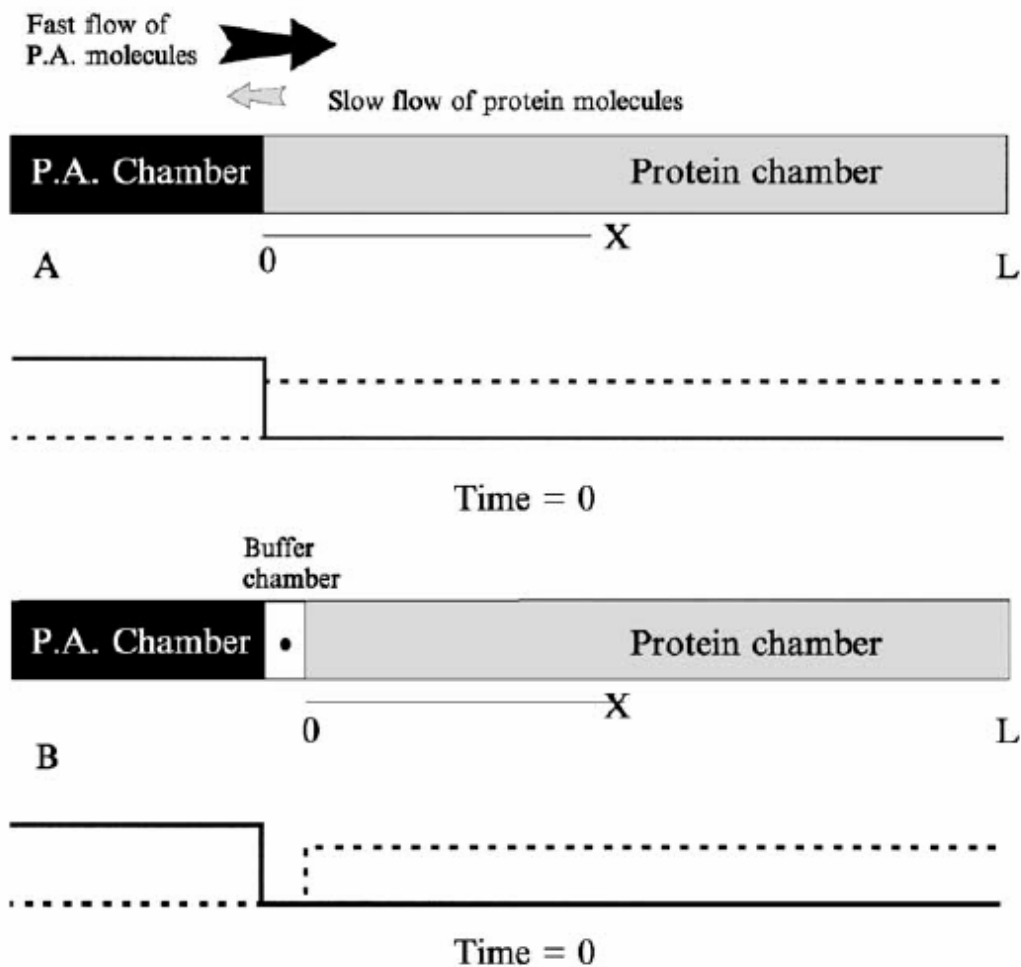 Fast flow of
P.A. molecules
Slow flow of protein molecules
P.A. Chamber
Protein chamber
X
0
L
A
Time = 0
Buffer
chamber
P.A. Chamber
Protein chamber
X
0
L
B
Time = 0